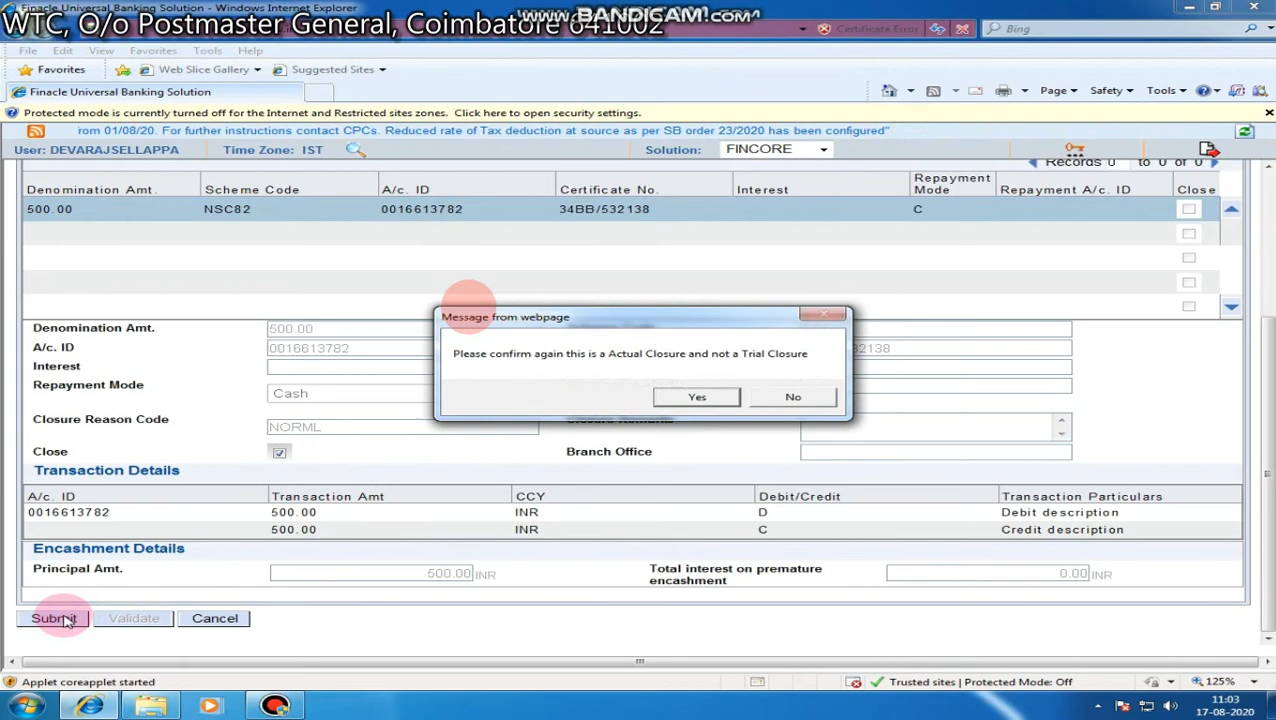 Finacle Universal Banking Solution - Windows Internet Explorer
www.BANDICAM.com
WTC, O/o Postmaster General, Coimbatore 641002
Certificate Error
Bing
File Edit View Favorites Tools Help
Favorites Web Slice Gallery Suggested Sites
Finacle Universal Banking Solution
Page Safety Tools
Protected mode is currently turned off for the Internet and Restricted sites zones. Click here to open security settings.
rom 01/08/20. For further instructions contact CPCs. Reduced rate of Tax deduction at source as per SB order 23/2020 has been configured"
User: DEVARAJSELLAPPA Time Zone: IST Solution: FINCORE
Records 0 to 0 of 0
Denomination Amt. Scheme Code A/c. ID Certificate No. Interest Repayment Mode Repayment A/c. ID Close
500.00 NSC82 0016613782 34BB/532138 C
Message from webpage
Please confirm again this is a Actual Closure and not a Trial Closure
Yes No
Denomination Amt. 500.00
A/c. ID 0016613782 32138
Interest
Repayment Mode Cash
Closure Reason Code NORML Closure Remarks
Close Branch Office
Transaction Details
A/c. ID Transaction Amt CCY Debit/Credit Transaction Particulars
0016613782 500.00 INR D Debit description
500.00 INR C Credit description
Encashment Details
Principal Amt. 500.00 INR Total interest on premature encashment 0.00 INR
Submit Validate Cancel
Applet coreapplet started Trusted sites | Protected Mode: Off 125%
11:03
17-08-2020